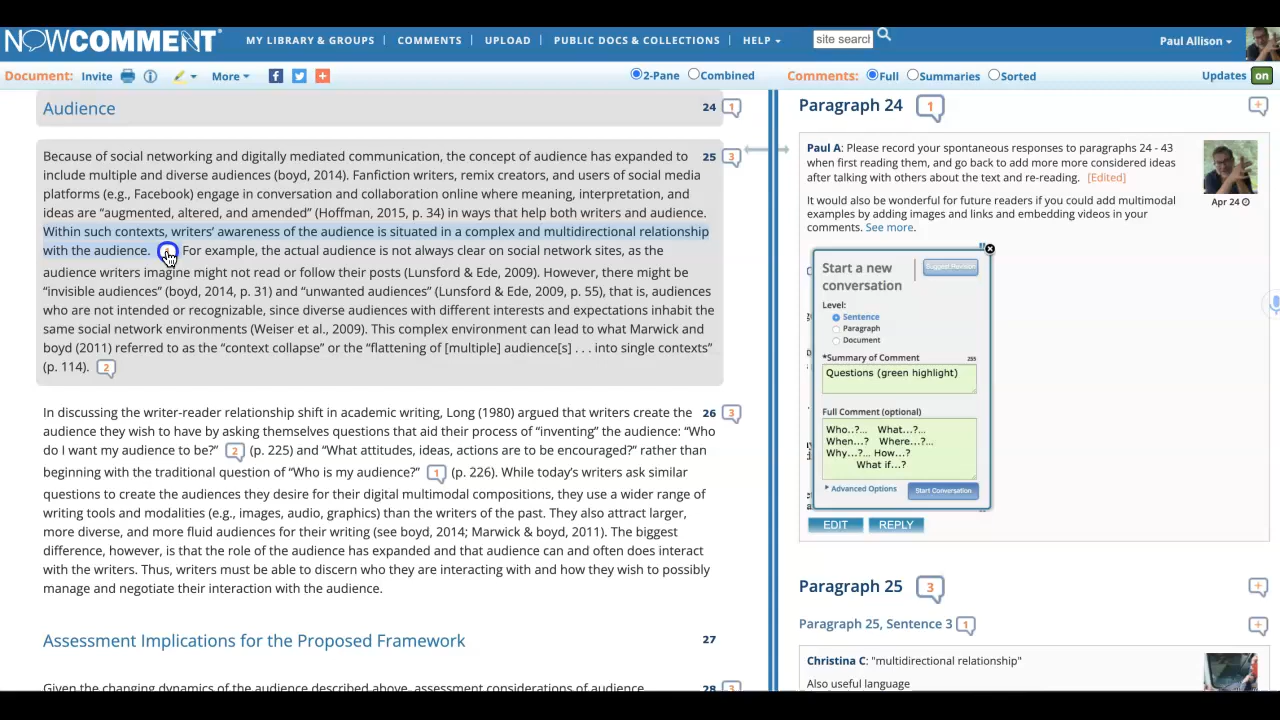 NOWCOMMENT
MY LIBRARY & GROUPS | COMMENTS | UPLOAD | PUBLIC DOCS & COLLECTIONS | HELP
site search
Paul Allison
Document: Invite
More
2-Pane Combined
Comments: Full Summaries Sorted
Updates on
Audience 24 1
Because of social networking and digitally mediated communication, the concept of audience has expanded to 25 3
include multiple and diverse audiences (boyd, 2014). Fanfiction writers, remix creators, and users of social media
platforms (e.g., Facebook) engage in conversation and collaboration online where meaning, interpretation, and
ideas are “augmented, altered, and amended” (Hoffman, 2015, p. 34) in ways that help both writers and audience.
Within such contexts, writers’ awareness of the audience is situated in a complex and multidirectional relationship
with the audience. For example, the actual audience is not always clear on social network sites, as the
audience writers imagine might not read or follow their posts (Lunsford & Ede, 2009). However, there might be
“invisible audiences” (boyd, 2014, p. 31) and “unwanted audiences” (Lunsford & Ede, 2009, p. 55), that is, audiences
who are not intended or recognizable, since diverse audiences with different interests and expectations inhabit the
same social network environments (Weiser et al., 2009). This complex environment can lead to what Marwick and
boyd (2011) referred to as the “context collapse” or the “flattening of [multiple] audience[s] . . . into single contexts”
(p. 114). 2
In discussing the writer-reader relationship shift in academic writing, Long (1980) argued that writers create the 26 3
audience they wish to have by asking themselves questions that aid their process of “inventing” the audience: “Who
do I want my audience to be?” 2 (p. 225) and “What attitudes, ideas, actions are to be encouraged?” rather than
beginning with the traditional question of “Who is my audience?” 1 (p. 226). While today’s writers ask similar
questions to create the audiencets they desire for their digital multimodal compositions, they use a wider range of
writing tools and modalities (e.g., images, audio, graphics) than the writers of the past. They also attract larger,
more diverse, and more fluid audiences for their writing (see boyd, 2014; Marwick & boyd, 2011). The biggest
difference, however, is that the role of the audience has expanded and that audience can and often does interact
with the writers. Thus, writers must be able to discern who they are interacting with and how they wish to possibly
manage and negotiate their interaction with the audience.
Assessment Implications for the Proposed Framework 27
Given the changing dynamics of the audience described above, assessment considerations of audience 28 3
Paragraph 24 1
Paul A: Please record your spontaneous responses to paragraphs 24 - 43
when first reading them, and go back to add more more considered ideas
after talking with others about the text and re-reading. [Edited]
Apr 24
It would also be wonderful for future readers if you could add multimodal
examples by adding images and links and embedding videos in your
comments. See more.
Start a new
conversation
Suggest Revision
Level:
Sentence
Paragraph
Document
*Summary of Comment 255
Questions (green highlight)
Full Comment (optional)
Who..?... What...?...
When...? Where...?...
Why...?... How...?
What if...?
Advanced Options
Start Conversation
EDIT REPLY
Paragraph 25 3
Paragraph 25, Sentence 3 1
Christina C: "multidirectional relationship"
Also useful language